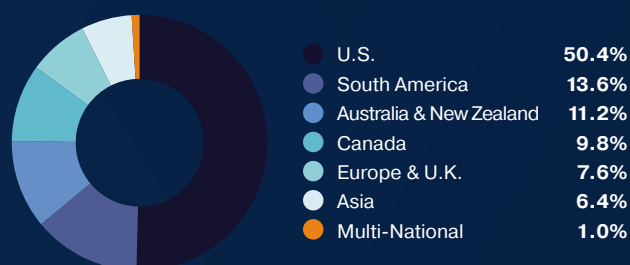 U.S. 50.4%
South America 13.6%
Australia & New Zealand 11.2%
Canada 9.8%
Europe & U.K. 7.6%
Asia 6.4%
Multi-National 1.0%